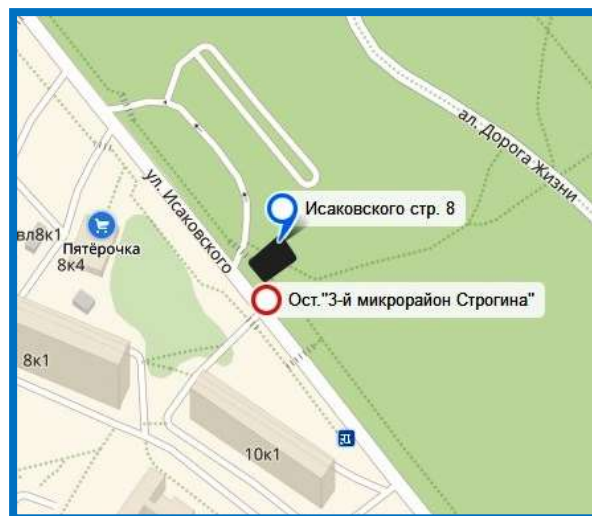 ал. Дорога Жизни
ул. Исаковского
Исаковского стр. 8
вл8к1
Пятёрочка
8к4
Ост."3-й микрорайон Строгина"
8к1
10к1